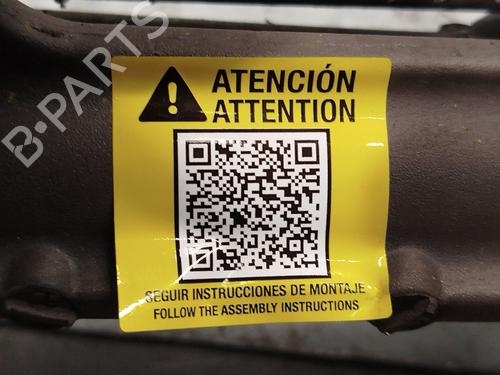 B-PARTS
ATENCIÓN
ATTENTION
SEGUIR INSTRUCCIONES DE MONTAJE
FOLLOW THE ASSEMBLY INSTRUCTIONS